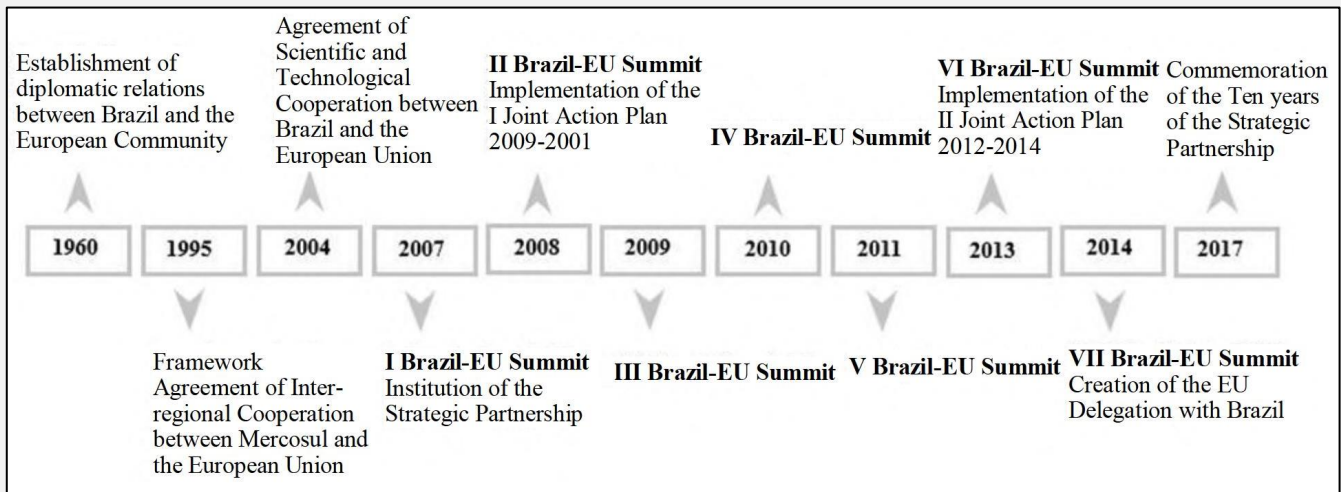 Establishment of
diplomatic relations
between Brazil and the
European Community
Agreement of
Scientific and
Technological
Cooperation between
Brazil and the
European Union
II Brazil-EU Summit
Implementation of the
I Joint Action Plan
2009-2001
IV Brazil-EU Summit
VI Brazil-EU Summit
Implementation of the
II Joint Action Plan
2012-2014
Commemoration
of the Ten years
of the Strategic
Partnership
1960 1995 2004 2007 2008 2009 2010 2011 2013 2014 2017
Framework
Agreement of Inter-
regional Cooperation
between Mercosul and
the European Union
I Brazil-EU Summit
Institution of the
Strategic Partnership
III Brazil-EU Summit
V Brazil-EU Summit
VII Brazil-EU Summit
Creation of the EU
Delegation with Brazil